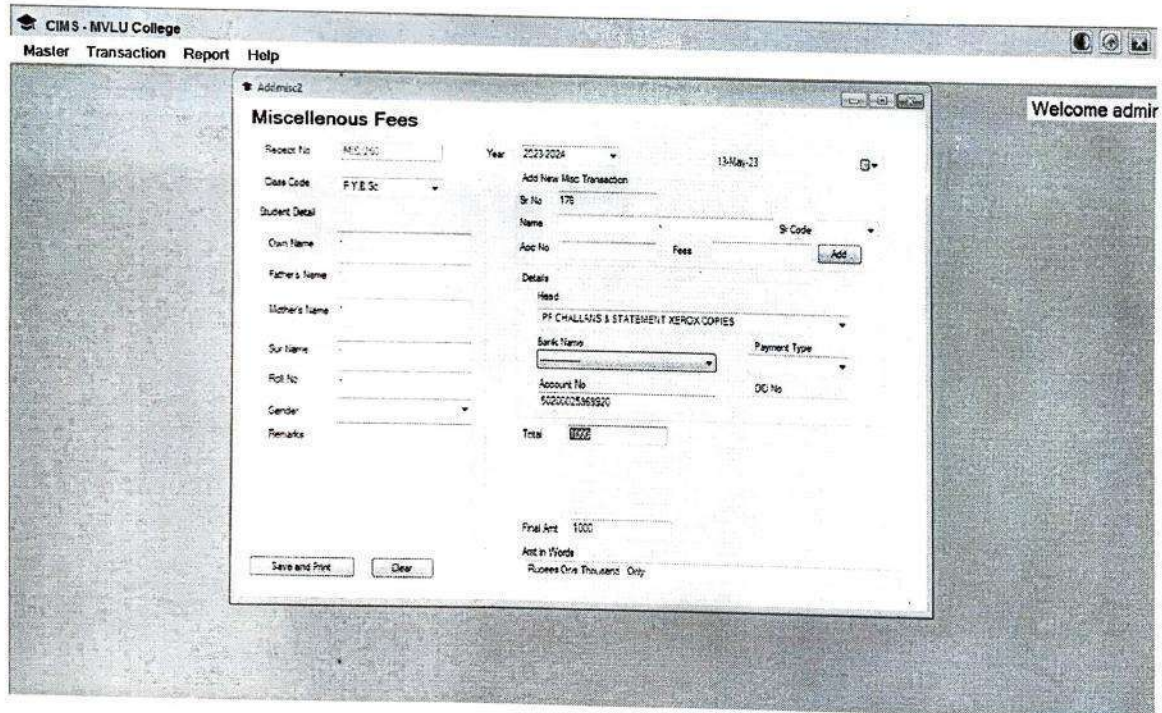 CIMS - MVLU College
Master Transaction Report Help
Addmisc2
Welcome admin
Miscellenous Fees
Receipt No Year 2023-2024 13-May-23
Class Code F.Y.B.Sc Add New Misc Transaction
Sr No 176
Student Detail
Name Sr Code
Own Name Acc No Fees Add
Father's Name Details
Head
Mother's Name PF CHALLANS & STATEMENT XEROX COPIES
Sur Name Bank Name Payment Type
Roll No Account No DD No
Gender
Remarks Total
Final Amt 1000
Amt in Words
Save and Print Clear Rupees One Thousand Only